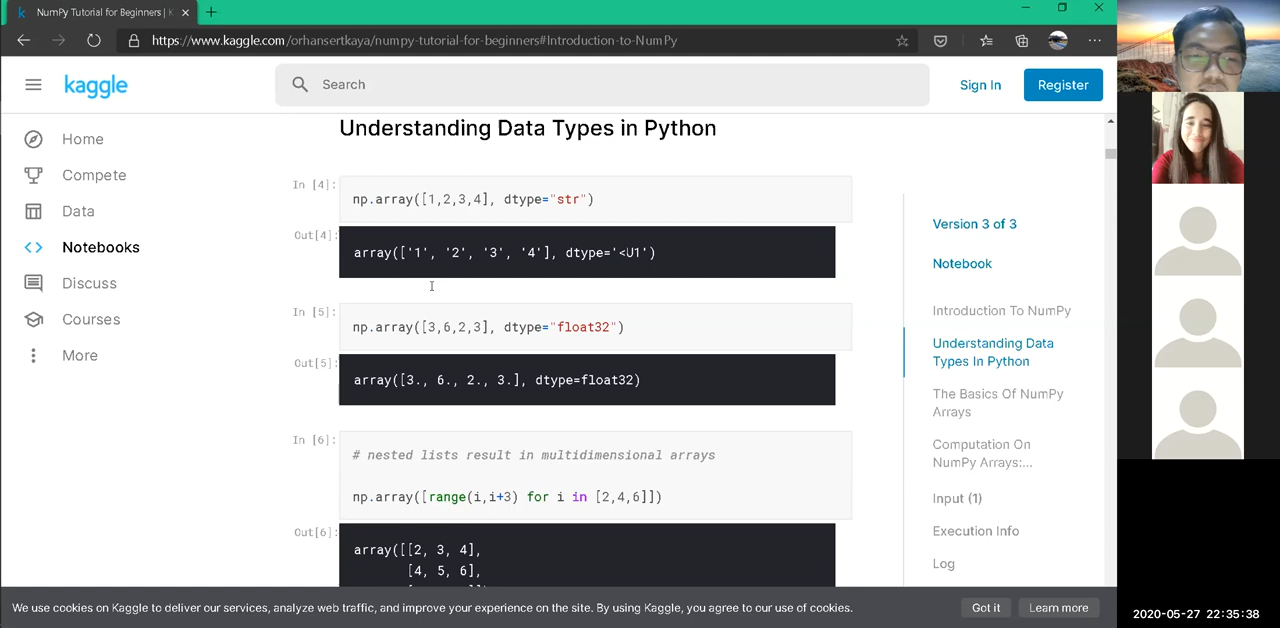 NumPy Tutorial for Beginners | K
https://www.kaggle.com/orhansertkaya/numpy-tutorial-for-beginners#Introduction-to-NumPy
kaggle
Search
Sign In
Register
Home
Compete
Data
Notebooks
Discuss
Courses
More
Understanding Data Types in Python
In [4]:
np.array([1,2,3,4], dtype="str")
Out[4]:
array(['1', '2', '3', '4'], dtype='<U1')
In [5]:
np.array([3,6,2,3], dtype="float32")
Out[5]:
array([3., 6., 2., 3.], dtype=float32)
In [6]:
# nested lists result in multidimensional arrays
np.array([range(i,i+3) for i in [2,4,6]])
Out[6]:
array([[2, 3, 4],
[4, 5, 6],
Version 3 of 3
Notebook
Introduction To NumPy
Understanding Data
Types In Python
The Basics Of NumPy
Arrays
Computation On
NumPy Arrays:...
Input (1)
Execution Info
Log
We use cookies on Kaggle to deliver our services, analyze web traffic, and improve your experience on the site. By using Kaggle, you agree to our use of cookies.
Got it
Learn more
2020-05-27 22:35:38